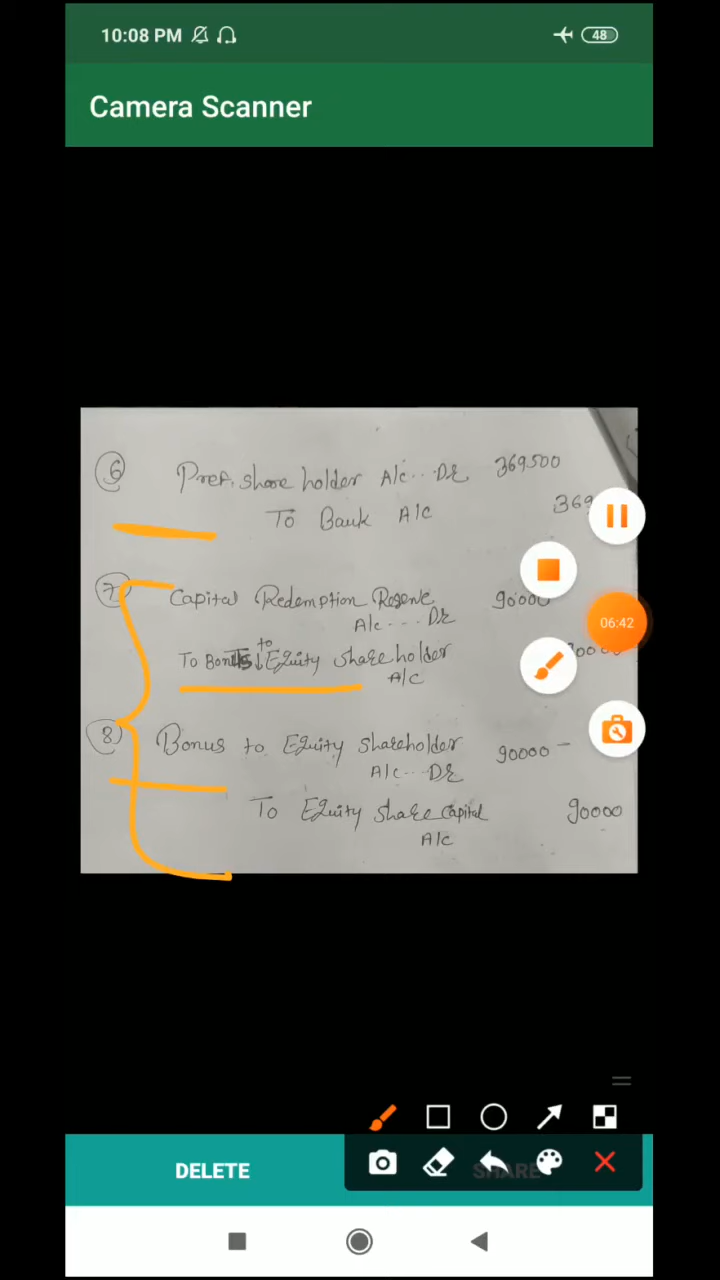 10:08 PM 48
Camera Scanner
6 Pref. share holder A/c... Dr 369500
To Bank A/c 369
7 Capital Redemption Reserve 90000
A/c... Dr
to
To Bonus ↓ Equity shareholder
A/c
06:42
8 Bonus to Equity shareholder 90000 -
A/c... Dr
To Equity share capital 90000
A/c
DELETE SHARE